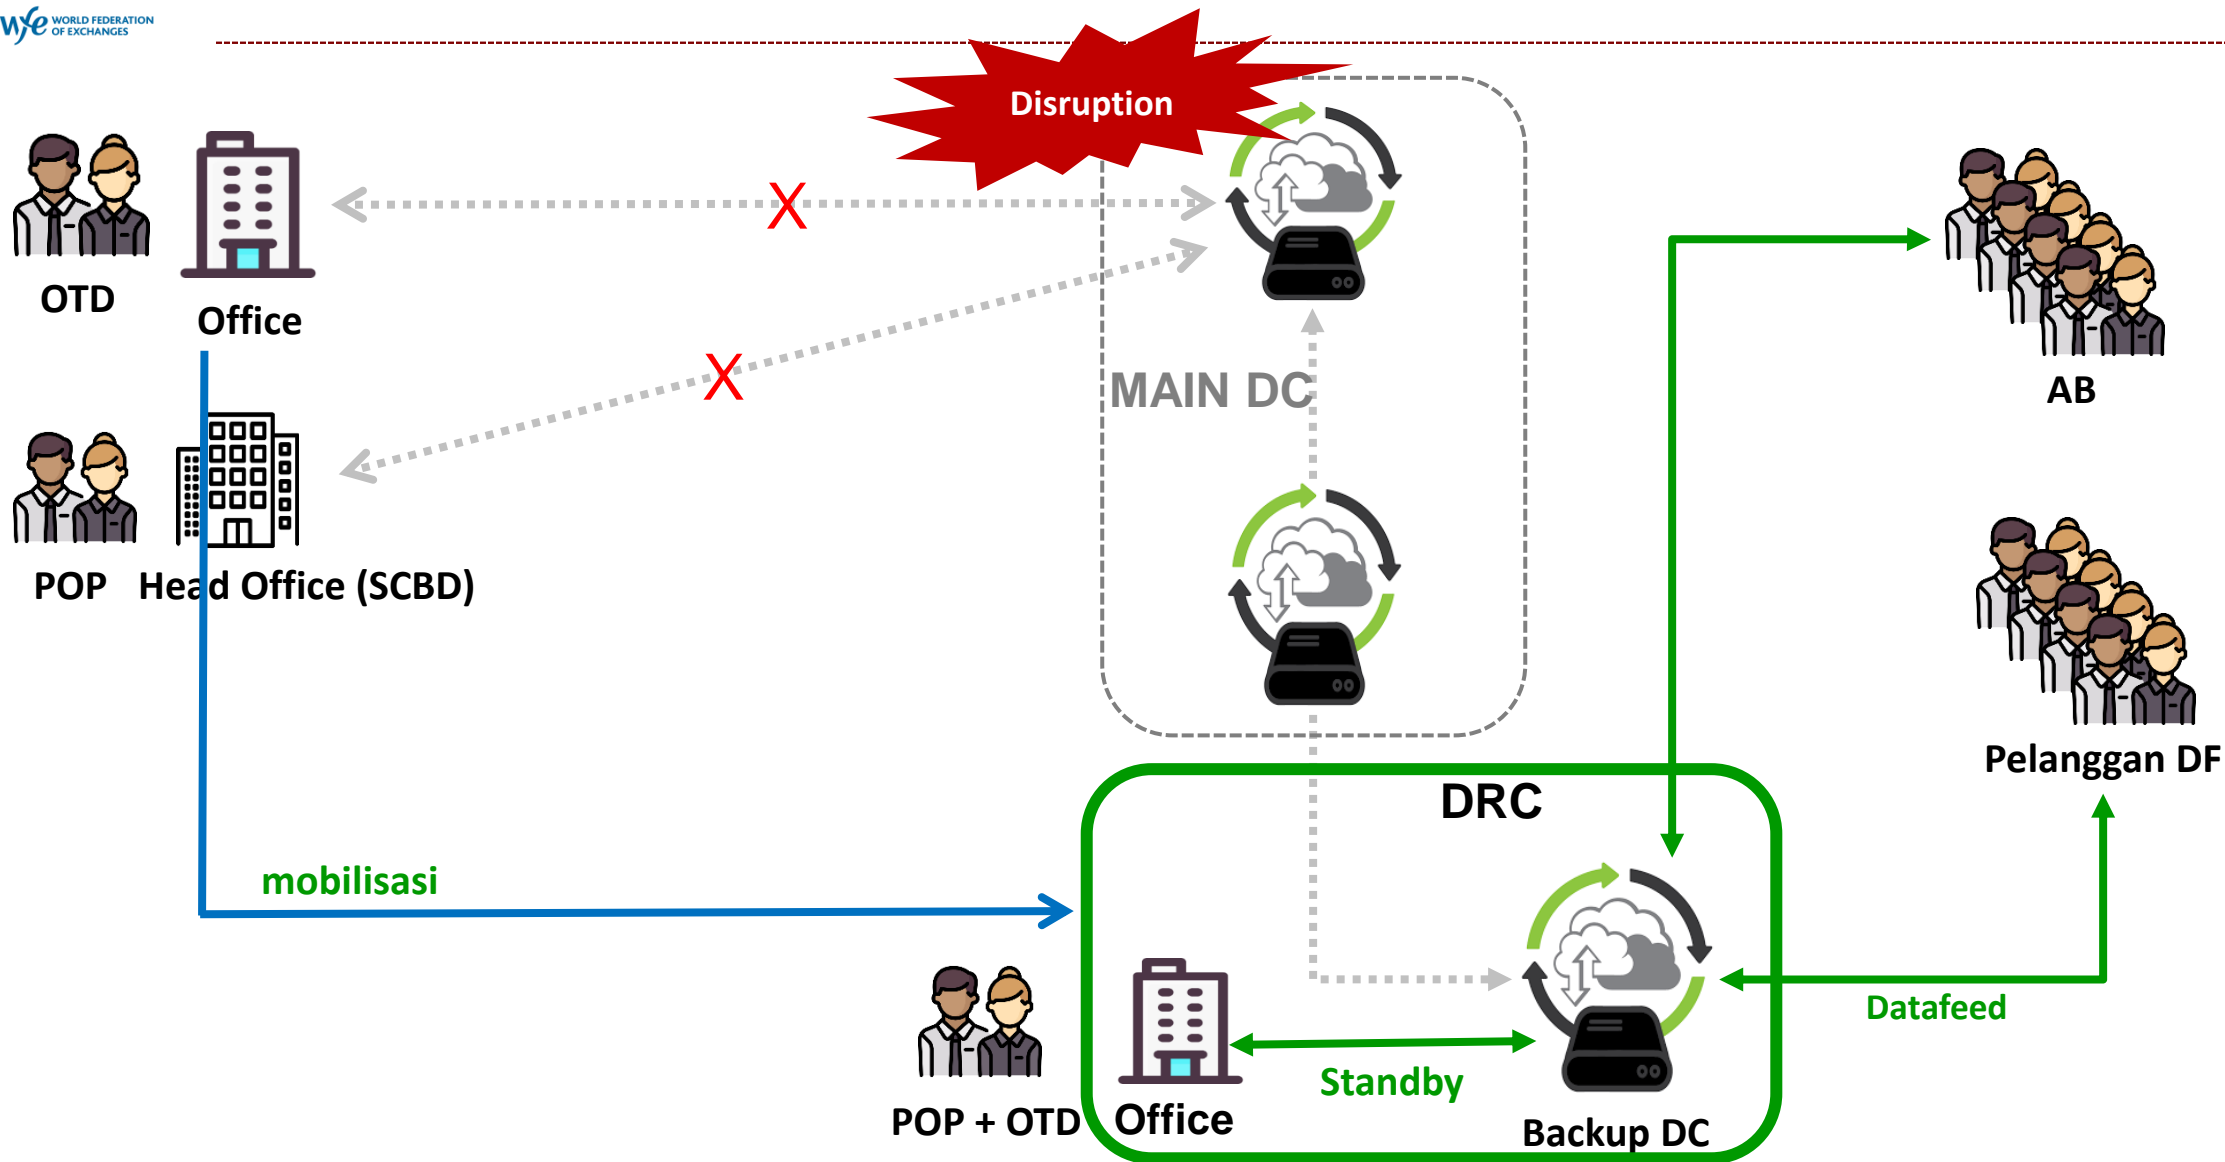 wfe WORLD FEDERATION
OF EXCHANGES
Disruption
OTD
Office
X
X
MAIN DC
AB
POP
Head Office (SCBD)
Pelanggan DF
DRC
mobilisasi
Datafeed
Standby
POP + OTD
Office
Backup DC